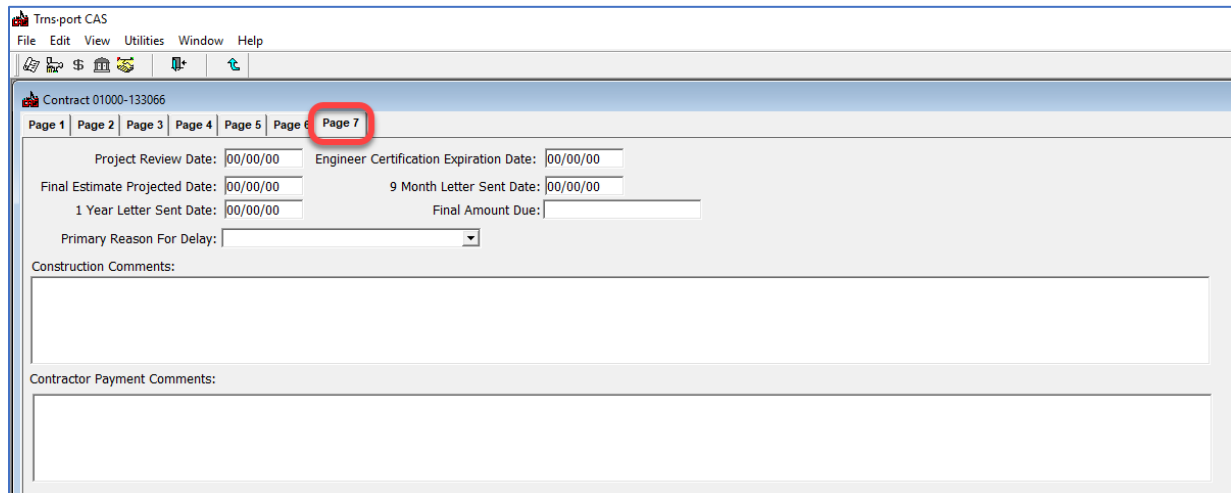 Trns·port CAS
File Edit View Utilities Window Help
$
Contract 01000-133066
Page 1 Page 2 Page 3 Page 4 Page 5 Page 6 Page 7
Project Review Date: 00/00/00 Engineer Certification Expiration Date: 00/00/00
Final Estimate Projected Date: 00/00/00 9 Month Letter Sent Date: 00/00/00
1 Year Letter Sent Date: 00/00/00 Final Amount Due:
Primary Reason For Delay:
Construction Comments:
Contractor Payment Comments: